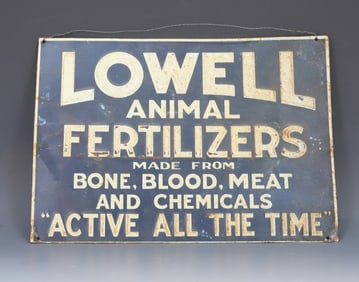 LOWELL
ANIMAL
FERTILIZERS
MADE FROM
BONE, BLOOD, MEAT
AND CHEMICALS
"ACTIVE ALL THE TIME"